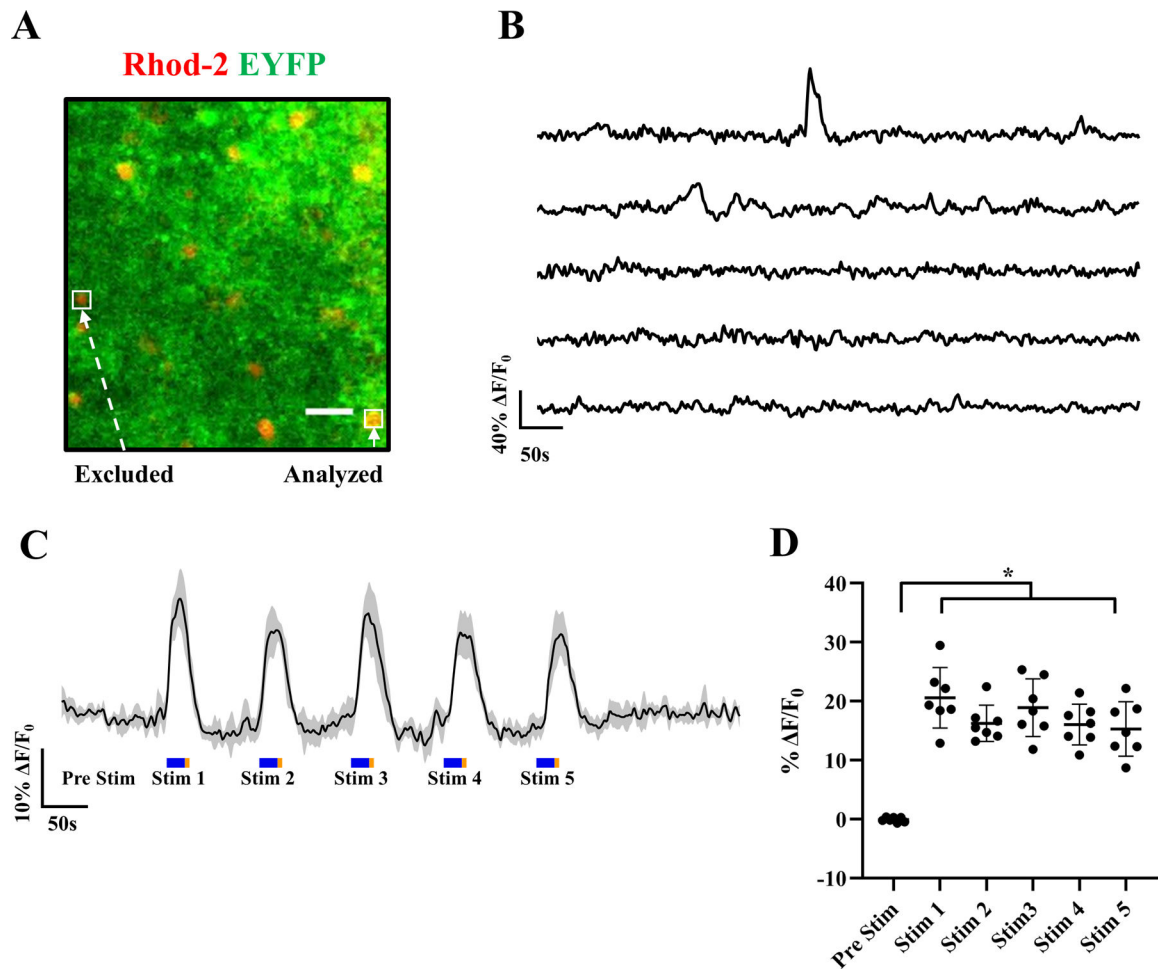 A
Rhod-2 EYFP
Excluded
Analyzed
B
40% ΔF/F₀
50s
C
10% ΔF/F₀
Pre Stim
Stim 1
Stim 2
Stim 3
Stim 4
Stim 5
50s
D
*
% ΔF/F₀
40
30
20
10
0
-10
Pre Stim
Stim 1
Stim 2
Stim3
Stim 4
Stim 5